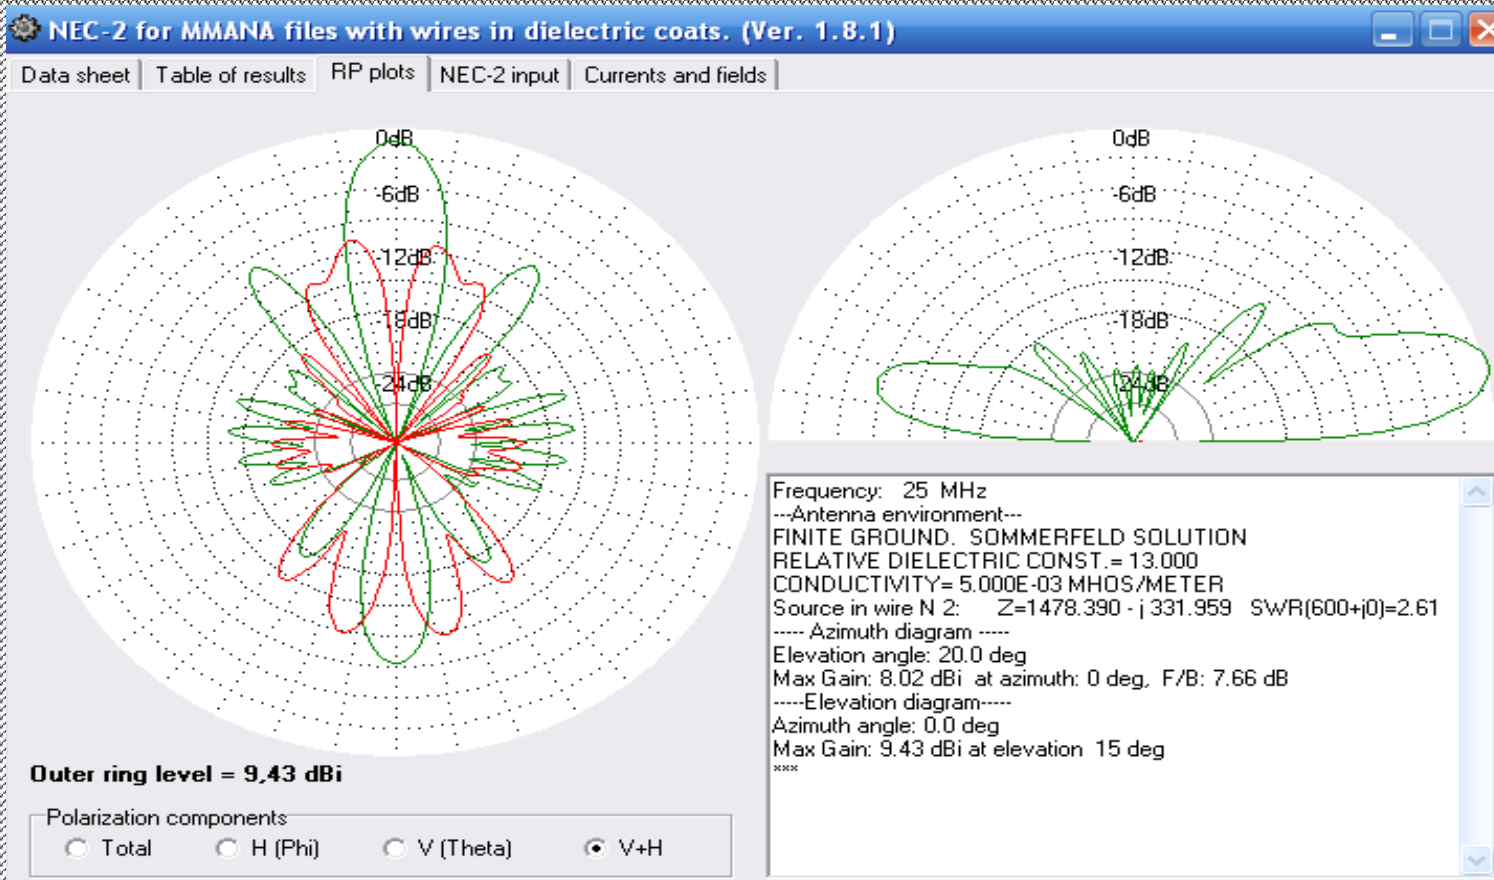 NEC-2 for MMANA files with wires in dielectric coats. (Ver. 1.8.1)
Data sheet Table of results RP plots NEC-2 input Currents and fields
0dB
-6dB
-12dB
-18dB
-24dB
0dB
-6dB
-12dB
-18dB
-24dB
Outer ring level = 9,43 dBi
Polarization components
Total H (Phi) V (Theta) V+H
Frequency: 25 MHz
---Antenna environment---
FINITE GROUND. SOMMERFELD SOLUTION
RELATIVE DIELECTRIC CONST.= 13.000
CONDUCTIVITY= 5.000E-03 MHOS/METER
Source in wire N 2: Z=1478.390 - j 331.959 SWR(600+j0)=2.61
----- Azimuth diagram -----
Elevation angle: 20.0 deg
Max Gain: 8.02 dBi at azimuth: 0 deg, F/B: 7.66 dB
-----Elevation diagram-----
Azimuth angle: 0.0 deg
Max Gain: 9.43 dBi at elevation 15 deg
***